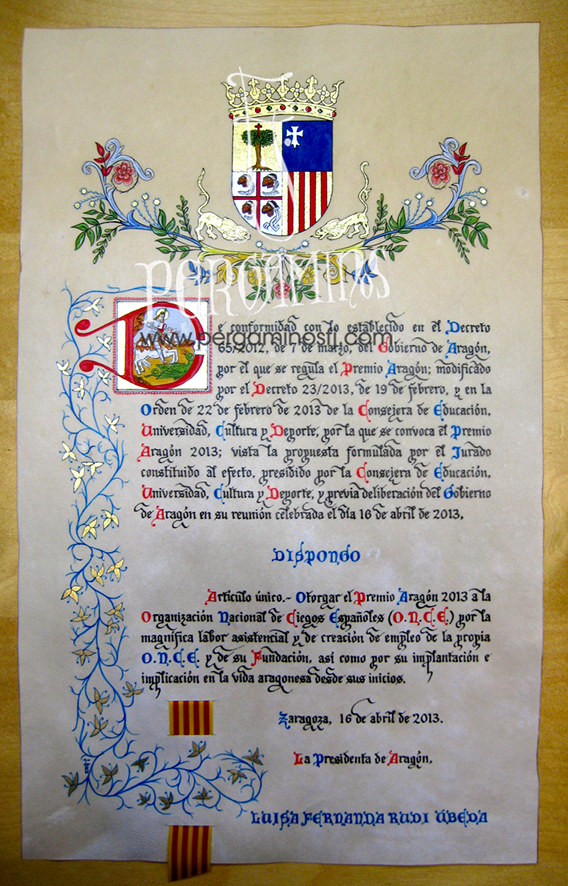 PERGAMINOS
www.pergaminosti.com
De conformidad con lo establecido en el Decreto
65/2012, de 7 de marzo, del Gobierno de Aragón,
por el que se regula el Premio Aragón; modificado
por el Decreto 23/2013, de 19 de febrero, y en la
Orden de 22 de febrero de 2013 de la Consejera de Educación,
Universidad, Cultura y Deporte, por la que se convoca el Premio
Aragón 2013; vista la propuesta formulada por el Jurado
constituido al efecto, presidido por la Consejera de Educación,
Universidad, Cultura y Deporte, y previa deliberación del Gobierno
de Aragón en su reunión celebrada el día 16 de abril de 2013,
DISPONGO
Artículo único.- Otorgar el Premio Aragón 2013 a la
Organización Nacional de Ciegos Españoles (O.N.C.E.) por la
magnífica labor asistencial y de creación de empleo de la propia
O.N.C.E. y de su Fundación, así como por su implantación e
implicación en la vida aragonesa desde sus inicios.
Zaragoza, 16 de abril de 2013.
La Presidenta de Aragón,
LUISA FERNANDA RUDI ÚBEDA